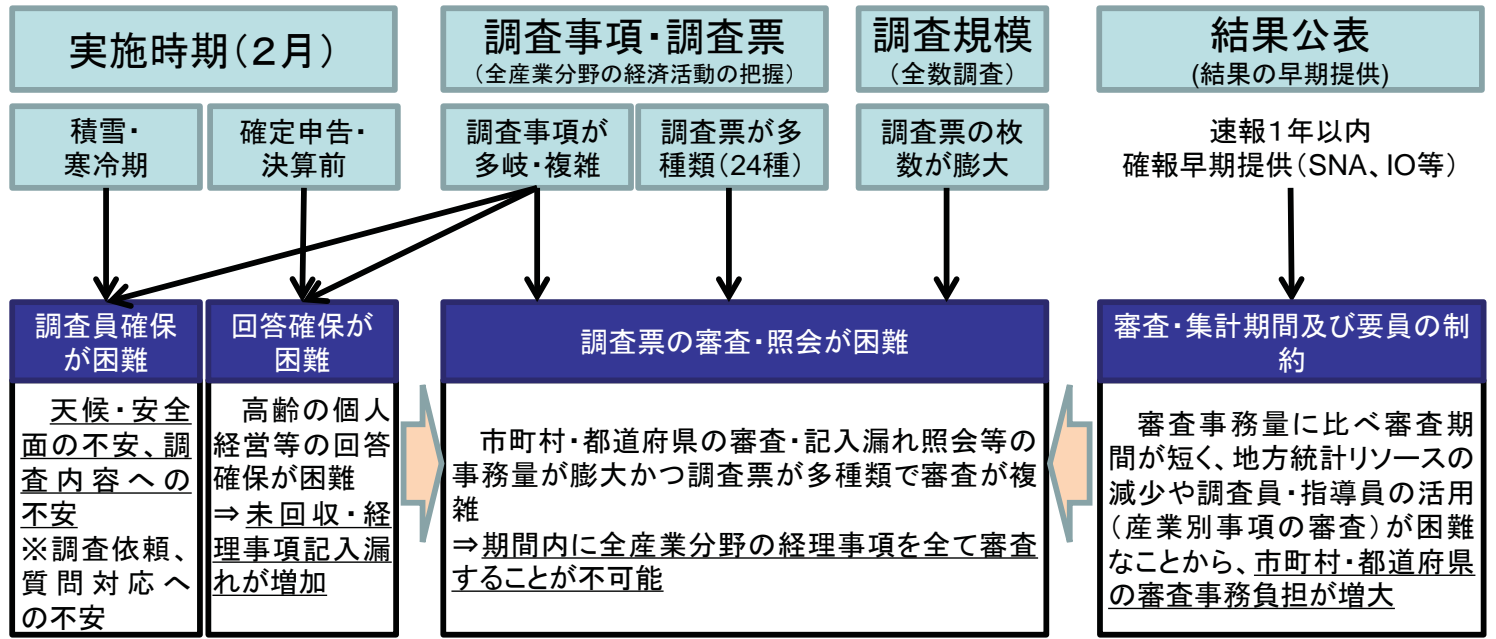 実施時期(2月)
調査事項・調査票
(全産業分野の経済活動の把握)
調査規模
(全数調査)
結果公表
(結果の早期提供)
積雪・
寒冷期
確定申告・
決算前
調査事項が
多岐・複雑
調査票が多
種類(24種)
調査票の枚
数が膨大
速報1年以内
確報早期提供(SNA、IO等)
調査員確保
が困難
回答確保が
困難
調査票の審査・照会が困難
審査・集計期間及び要員の制
約
天候・安全
面の不安、調
査内容への
不安
※調査依頼、
質問対応へ
の不安
高齢の個人
経営等の回答
確保が困難
⇒未回収・経
理事項記入漏
れが増加
市町村・都道府県の審査・記入漏れ照会等の
事務量が膨大かつ調査票が多種類で審査が複
雑
⇒期間内に全産業分野の経理事項を全て審査
することが不可能
審査事務量に比べ審査期
間が短く、地方統計リソースの
減少や調査員・指導員の活用
(産業別事項の審査)が困難
なことから、市町村・都道府県
の審査事務負担が増大